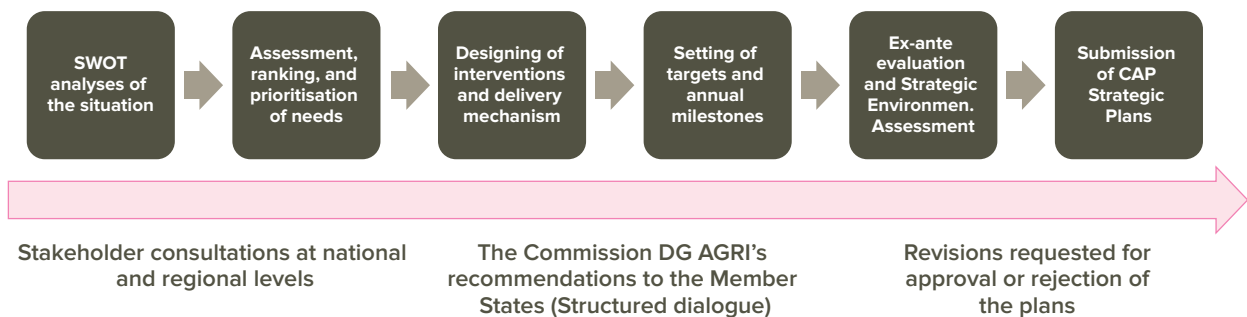 SWOT
analyses of
the situation
Assessment,
ranking, and
prioritisation
of needs
Designing of
interventions
and delivery
mechanism
Setting of
targets and
annual
milestones
Ex-ante
evaluation
and Strategic
Environmen.
Assessment
Submission
of CAP
Strategic
Plans
Stakeholder consultations at national
and regional levels
The Commission DG AGRI’s
recommendations to the Member
States (Structured dialogue)
Revisions requested for
approval or rejection of
the plans